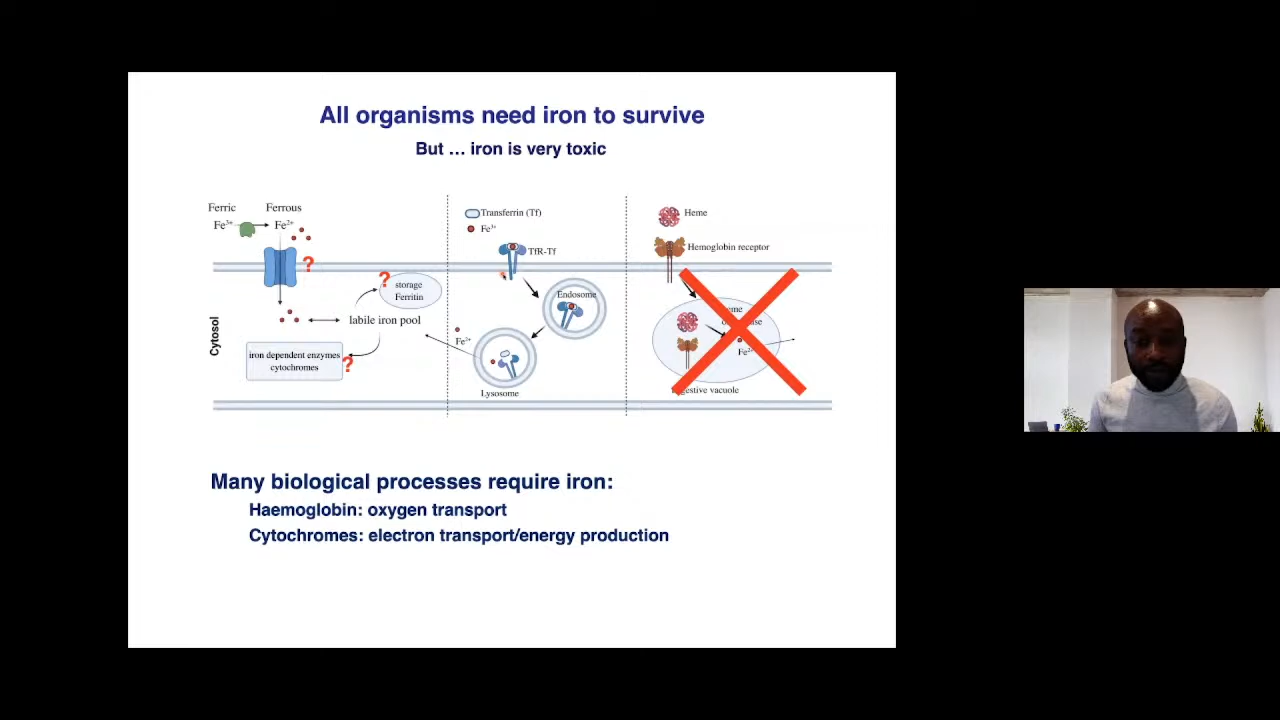 All organisms need iron to survive
But … iron is very toxic
Ferric
Ferrous
Fe³⁺
Fe²⁺
?
?
storage
Ferritin
labile iron pool
Cytosol
iron dependent enzymes
cytochromes
?
Transferrin (Tf)
Fe³⁺
TfR-Tf
Endosome
Fe²⁺
Lysosome
Heme
Hemoglobin receptor
Fe²⁺
vacuole
Many biological processes require iron:
Haemoglobin: oxygen transport
Cytochromes: electron transport/energy production